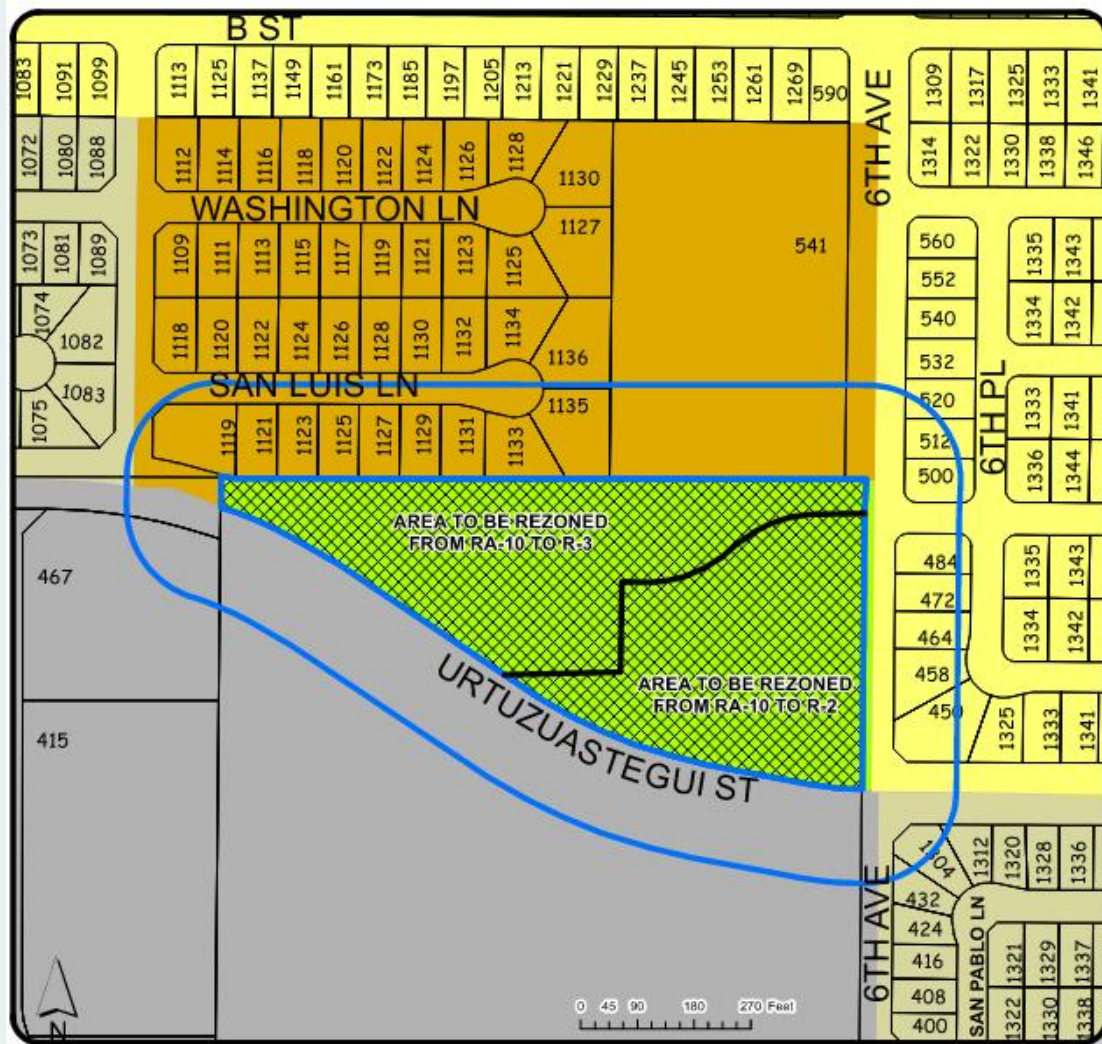 B ST
1083 1091 1099 1113 1125 1137 1149 1161 1173 1185 1197 1205 1213 1221 1229 1237 1245 1253 1261 1269 590 1309 1317 1325 1333 1341
6TH AVE
1072 1080 1088 1112 1114 1116 1118 1120 1122 1124 1126 1128 1130 1314 1322 1330 1338 1346
WASHINGTON LN
1073 1081 1089 1109 1111 1113 1115 1117 1119 1121 1123 1125 1127 541 560 1335 1343
552
1074 1082 1118 1120 1122 1124 1126 1128 1130 1132 1134 1136 540 1334 1342
532
SAN LUIS LN
6TH PL
1075 1083 1119 1121 1123 1125 1127 1129 1131 1133 1135 520 1333 1341
512
500 1336 1344
AREA TO BE REZONED
FROM RA-10 TO R-3
467 484 1335 1343
472
464 1334 1342
URTUZUASTEGUI ST
AREA TO BE REZONED
FROM RA-10 TO R-2
458
450 1325 1333 1341
415
1304 1312 1320 1328 1336
6TH AVE
432
424
SAN PABLO LN
416 1321 1329 1337
408
400 1322 1330 1338
N
0 45 90 180 270 Feet